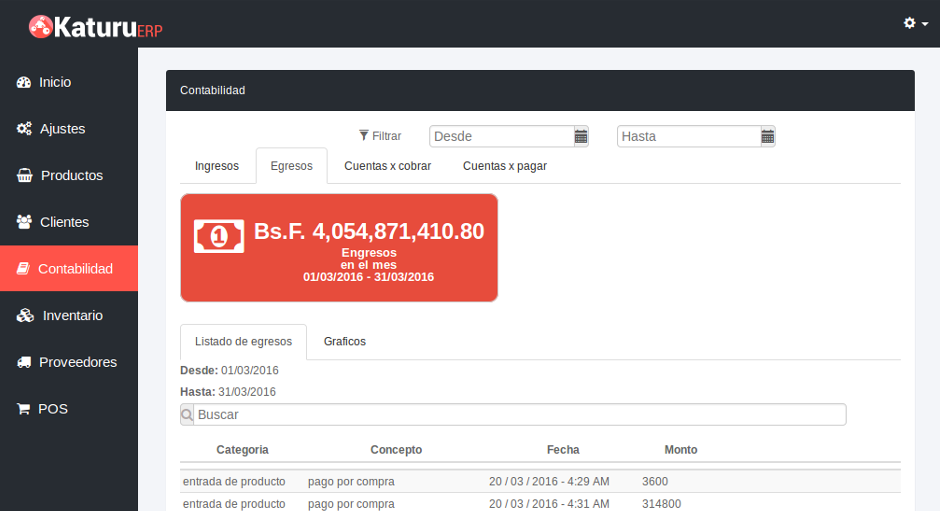 KaturuERP
Inicio
Ajustes
Productos
Clientes
Contabilidad
Inventario
Proveedores
POS
Contabilidad
Filtrar Desde Hasta
Ingresos Egresos Cuentas x cobrar Cuentas x pagar
1 Bs.F. 4,054,871,410.80
Engresos
en el mes
01/03/2016 - 31/03/2016
Listado de egresos Graficos
Desde: 01/03/2016
Hasta: 31/03/2016
Buscar
Categoria Concepto Fecha Monto
entrada de producto pago por compra 20 / 03 / 2016 - 4:29 AM 3600
entrada de producto pago por compra 20 / 03 / 2016 - 4:31 AM 314800